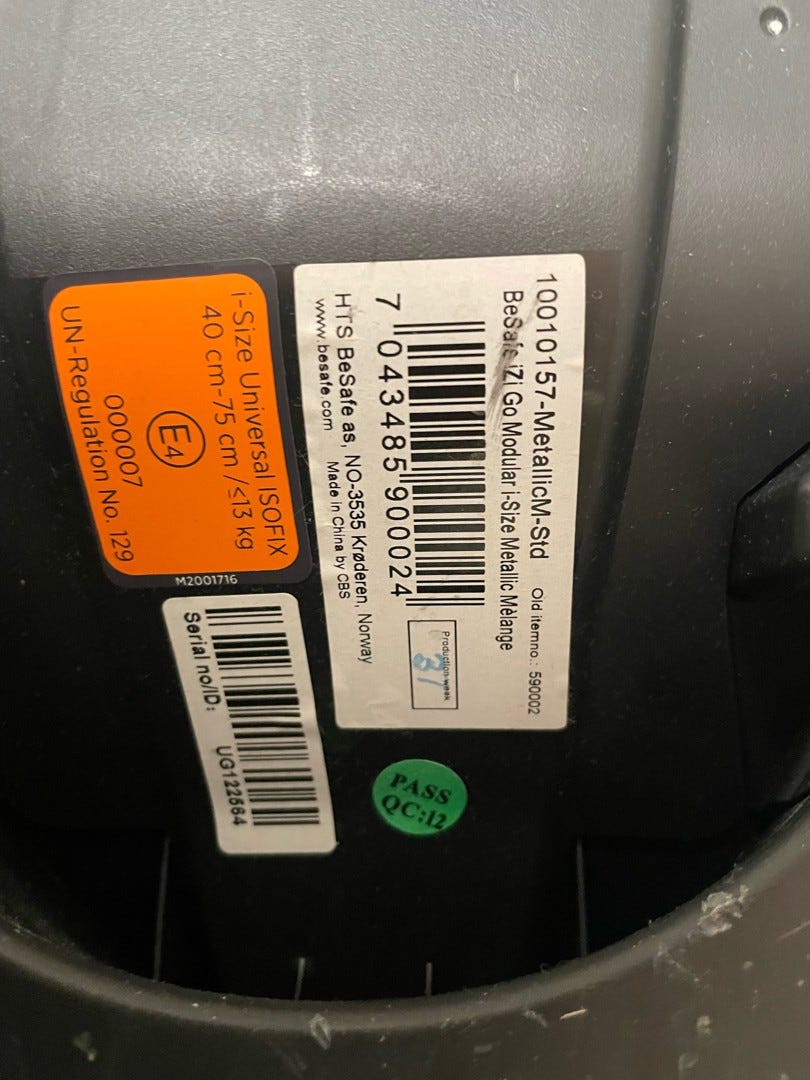 10010157-MetallicM-Std Old itemno.: 590002
BeSafe iZi Go Modular i-Size Metallic Mèlange
7 043485 900024
Production week
31
HTS BeSafe as, NO-3535 Krøderen, Norway
www.besafe.com Made in China by CBS
i-Size Universal ISOFIX
40 cm-75 cm /≤13 kg
E4
000007
UN-Regulation No. 129
M2001716
Serial no/ID: UG122564
PASS
QC:12